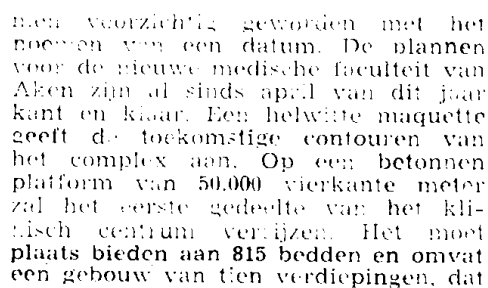 men voorzichtig geworden met het
noemen van een datum. De plannen
voor de nieuwe medische faculteit van
Aken zijn al sinds april van dit jaar
kant en klaar. Een helwitte maquette
geeft de toekomstige contouren van
het complex aan. Op een betonnen
platform van 50.000 vierkante meter
zal het eerste gedeelte van het kli-
nisch centrum verrijzen. Het moet
plaats bieden aan 815 bedden en omvat
een gebouw van tien verdiepingen, dat